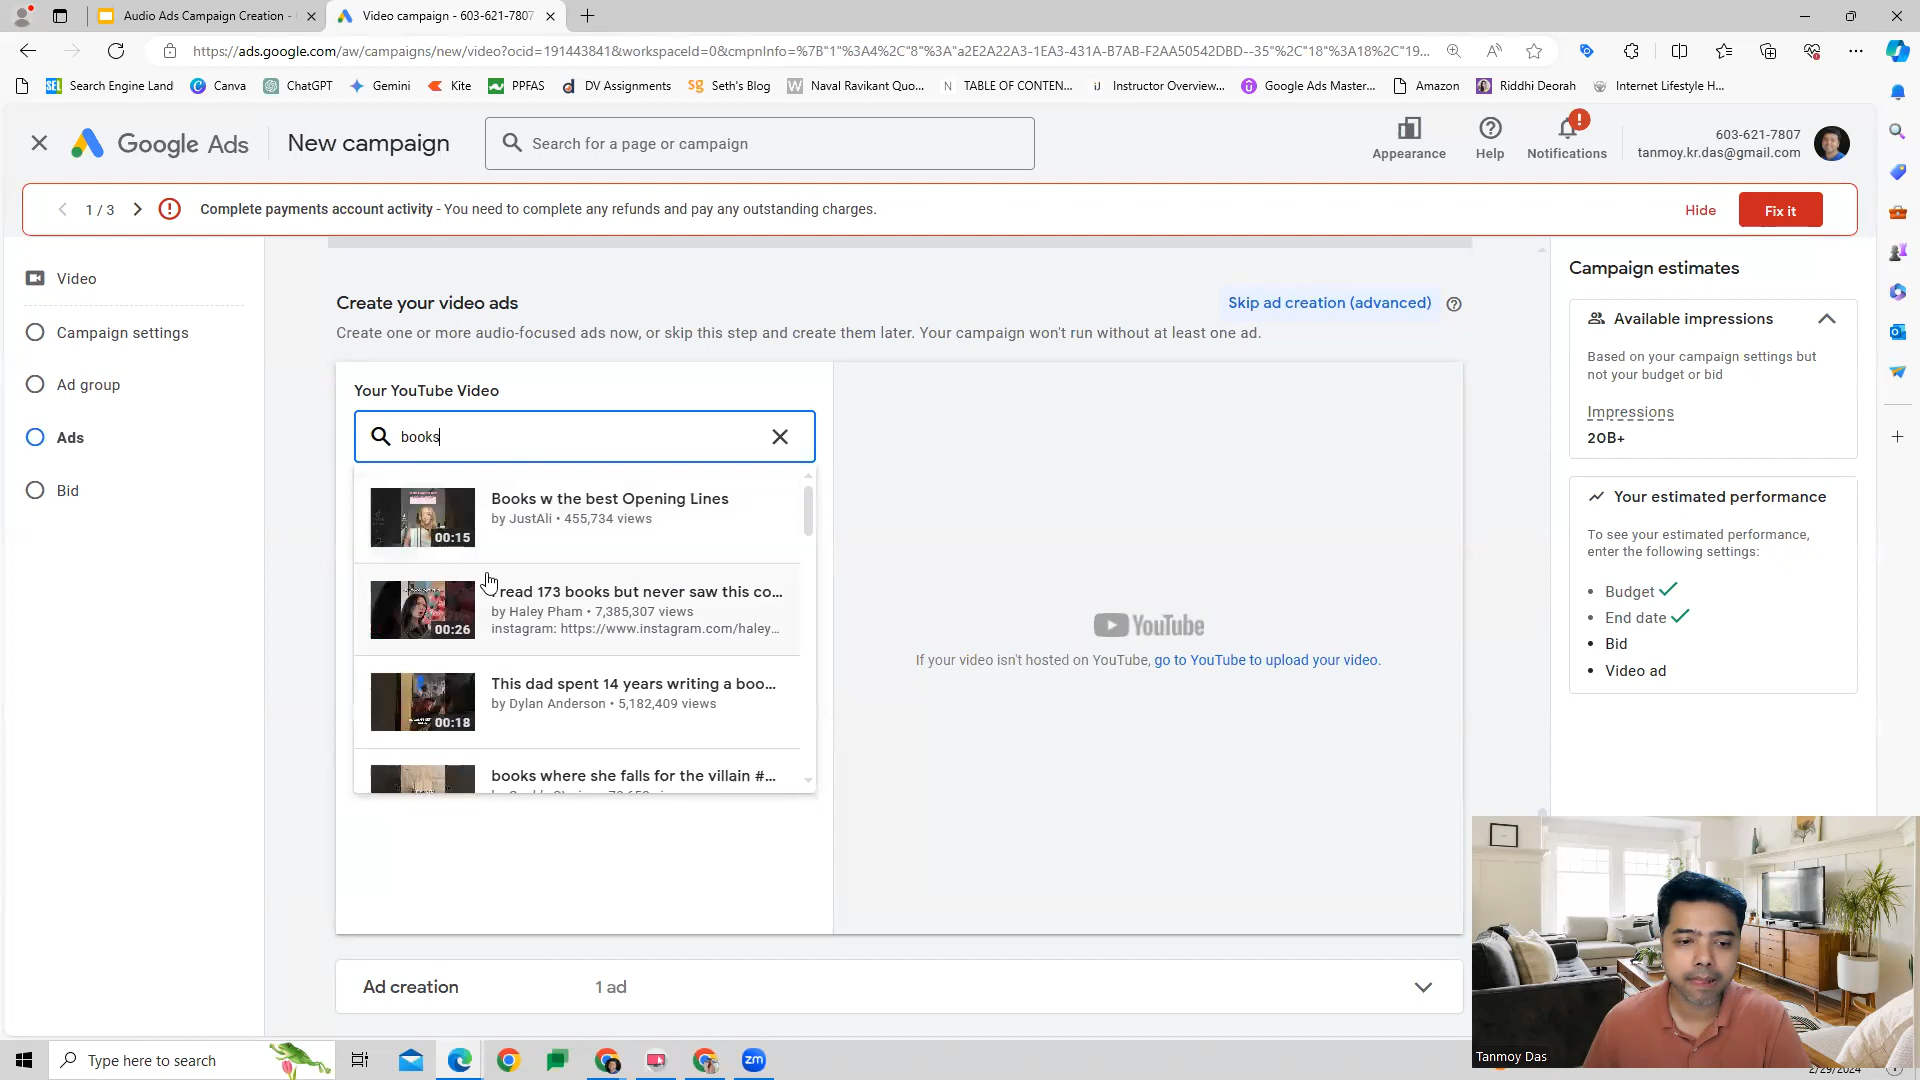 Audio Ads Campaign Creation -
Video campaign - 603-621-7807
https://ads.google.com/aw/campaigns/new/video?ocid=191443841&workspaceId=0&cmpnInfo=%7B"1"%3A4%2C"8"%3A"a2E2A22A3-1EA3-431A-B7AB-F2AA50542DBD--35"%2C"18"%3A18%2C"19...
SEL Search Engine Land
Canva
ChatGPT
Gemini
Kite
PPFAS
DV Assignments
Seth's Blog
Naval Ravikant Quo...
TABLE OF CONTEN...
Instructor Overview...
Google Ads Master...
Amazon
Riddhi Deorah
Internet Lifestyle H...
Google Ads
New campaign
Search for a page or campaign
Appearance
Help
Notifications
603-621-7807
tanmoy.kr.das@gmail.com
1 / 3
Complete payments account activity - You need to complete any refunds and pay any outstanding charges.
Hide
Fix it
Video
Campaign settings
Ad group
Ads
Bid
Create your video ads
Skip ad creation (advanced)
Create one or more audio-focused ads now, or skip this step and create them later. Your campaign won't run without at least one ad.
Your YouTube Video
books
00:15
Books w the best Opening Lines
by JustAli • 455,734 views
00:26
read 173 books but never saw this co...
by Haley Pham • 7,385,307 views
instagram: https://www.instagram.com/haley...
00:18
This dad spent 14 years writing a boo...
by Dylan Anderson • 5,182,409 views
books where she falls for the villain #...
YouTube
If your video isn't hosted on YouTube, go to YouTube to upload your video.
Ad creation
1 ad
Campaign estimates
Available impressions
Based on your campaign settings but
not your budget or bid
Impressions
20B+
Your estimated performance
To see your estimated performance,
enter the following settings:
• Budget
• End date
• Bid
• Video ad
Tanmoy Das
Type here to search
zm
2/29/2024